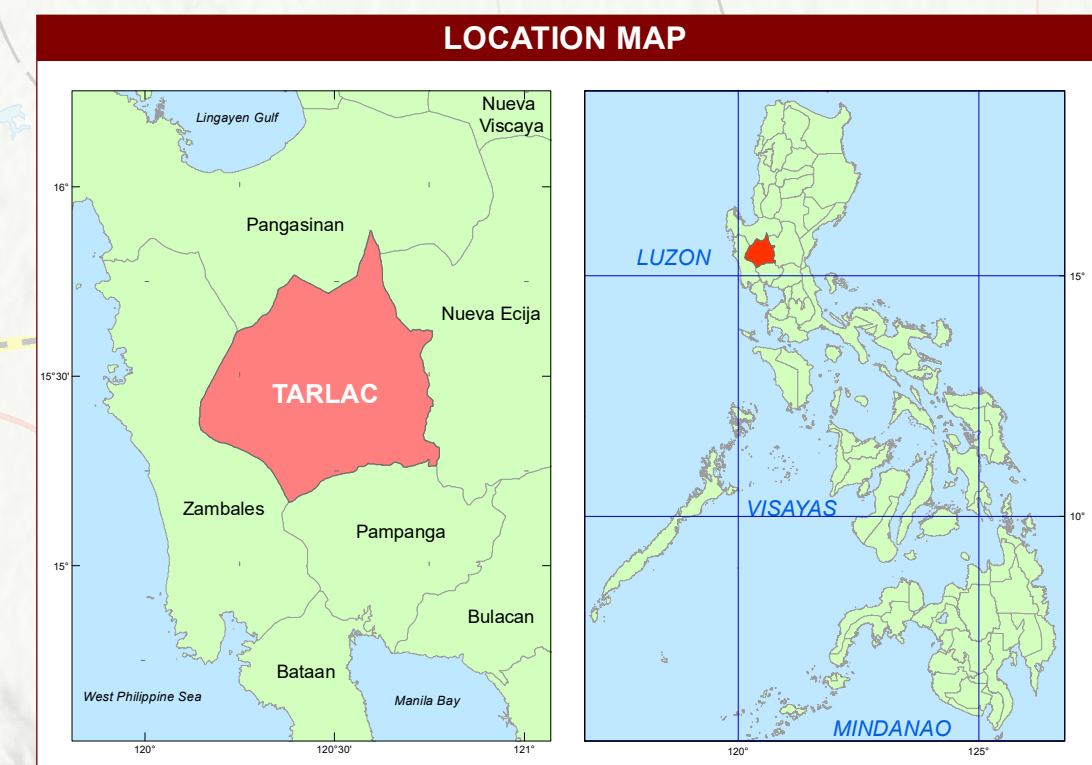 LOCATION MAP
Lingayen Gulf
Nueva
Viscaya
16°
Pangasinan
Nueva Ecija
15°30'
TARLAC
Zambales
Pampanga
15°
Bulacan
Bataan
West Philippine Sea
Manila Bay
120°
120°30'
121°
LUZON
15°
VISAYAS
10°
MINDANAO
120°
125°